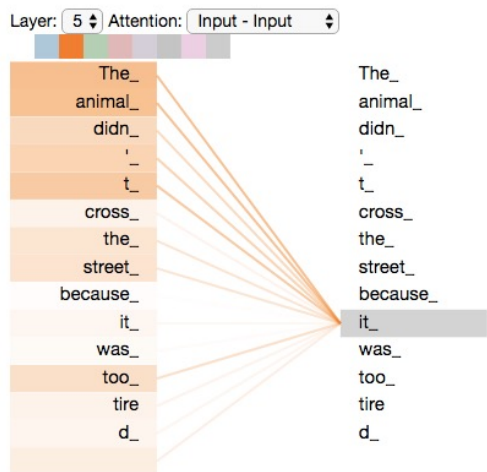 Layer: 5 Attention: Input - Input
The_ The_
animal_ animal_
didn_ didn_
'_ '_
t_ t_
cross_ cross_
the_ the_
street_ street_
because_ because_
it_ it_
was_ was_
too_ too_
tire tire
d_ d_